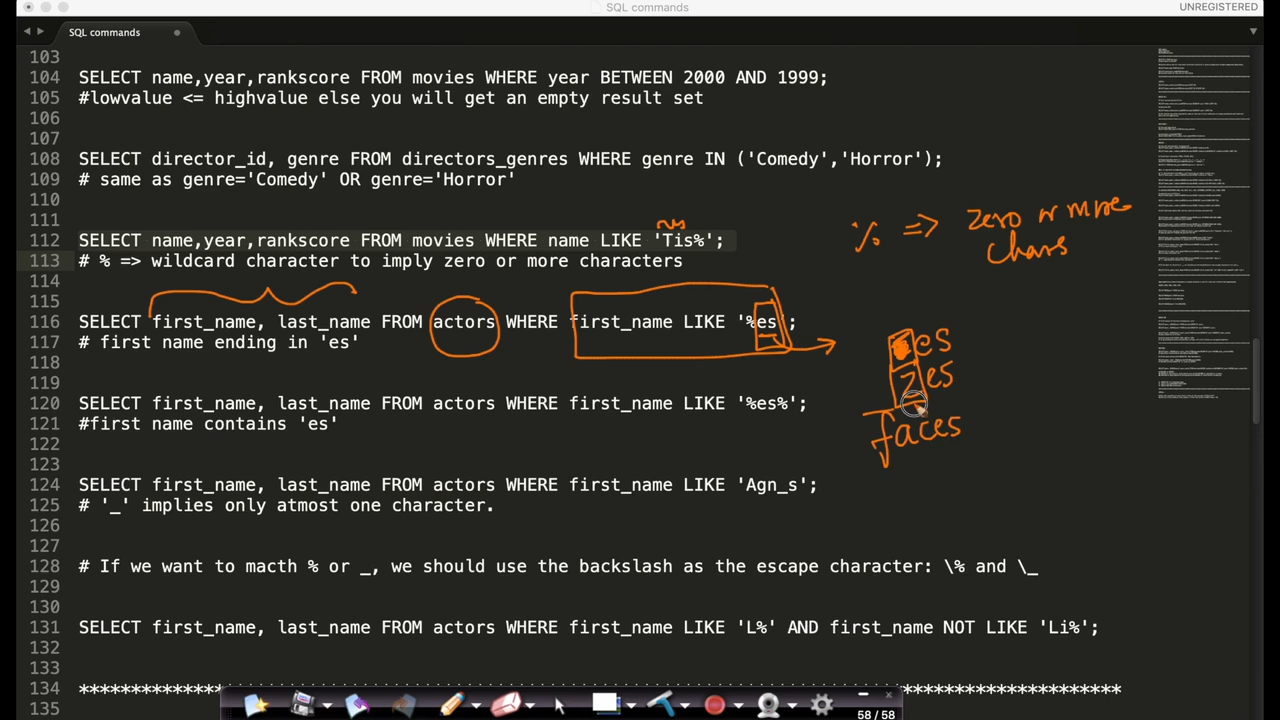 SQL commands
UNREGISTERED
SQL commands
103
104 SELECT name,year,rankscore FROM movies WHERE year BETWEEN 2000 AND 1999;
105 #lowvalue <= highvalue else you will get an empty result set
106
107
108 SELECT director_id, genre FROM directors_genres WHERE genre IN ('Comedy','Horror');
109 # same as genre='Comedy' OR genre='Horror'
110
111
% => zero or more
chars
112 SELECT name,year,rankscore FROM movies WHERE name LIKE 'Tis%';
113 # % => wildcard character to imply zero or more characters
114
115
116 SELECT first_name, last_name FROM actors WHERE first_name LIKE '%es ;
117 # first name ending in 'es'
es
118
119
es
120 SELECT first_name, last_name FROM actors WHERE first_name LIKE '%es%';
121 #first name contains 'es'
faces
122
123
124 SELECT first_name, last_name FROM actors WHERE first_name LIKE 'Agn_s';
125 # '_' implies only atmost one character.
126
127
128 # If we want to macth % or _, we should use the backslash as the escape character: \% and \_
129
130
131 SELECT first_name, last_name FROM actors WHERE first_name LIKE 'L%' AND first_name NOT LIKE 'Li%';
132
133
134 ****************************************************************************************************
135
58 / 58